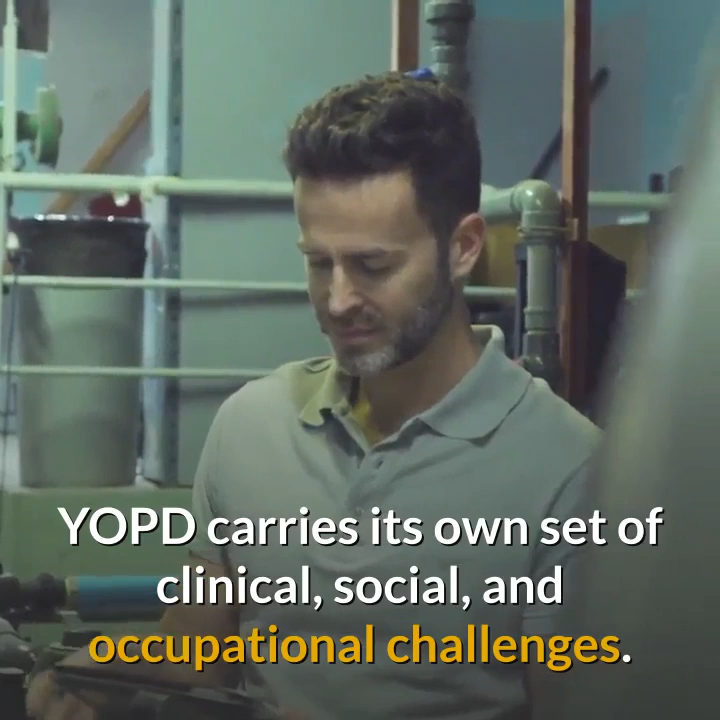 YOPD carries its own set of
clinical, social, and
occupational challenges.